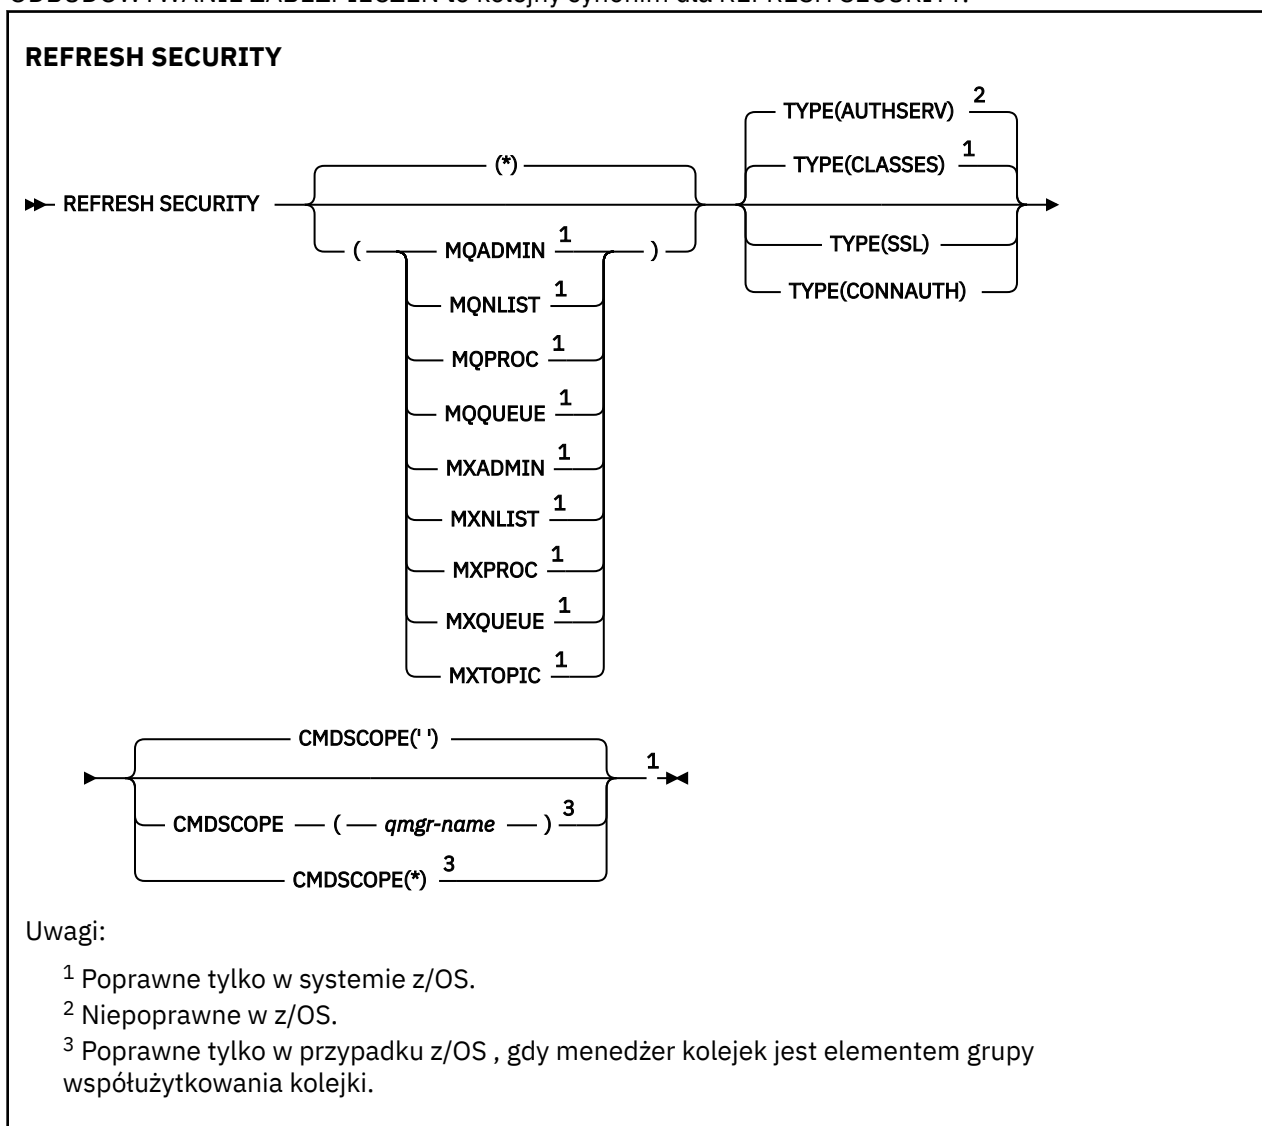 ODBUDOWYWANIE ZABEZPIECZEŃ to kolejny synonim dla REFRESH SECURITY.
REFRESH SECURITY
REFRESH SECURITY
(*)
(
MQADMIN 1
MQNLIST 1
MQPROC 1
MQQUEUE 1
MXADMIN 1
MXNLIST 1
MXPROC 1
MXQUEUE 1
MXTOPIC 1
)
TYPE(AUTHSERV) 2
TYPE(CLASSES) 1
TYPE(SSL)
TYPE(CONNAUTH)
CMDSCOPE(' ')
CMDSCOPE ( qmgr-name ) 3
CMDSCOPE(*) 3
1
Uwagi:
1 Poprawne tylko w systemie z/OS.
2 Niepoprawne w z/OS.
3 Poprawne tylko w przypadku z/OS , gdy menedżer kolejek jest elementem grupy
współużytkowania kolejki.